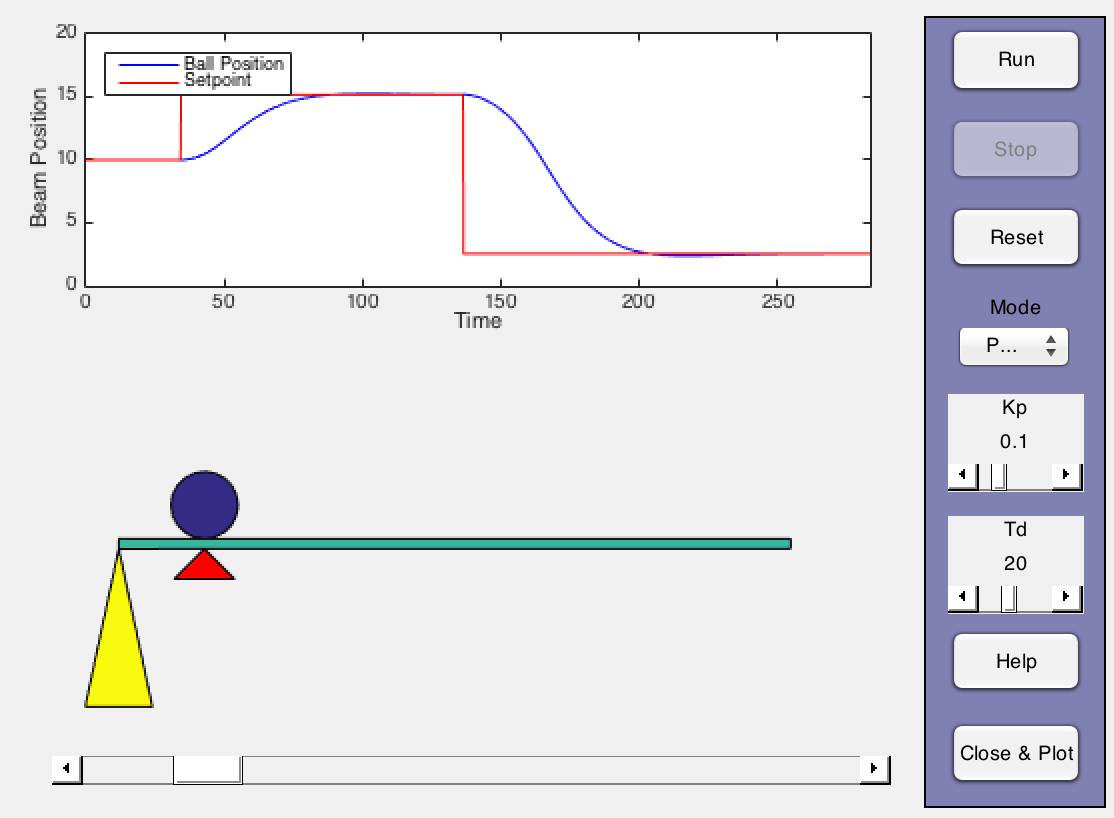 20
15
10
5
0
Beam Position
Ball Position
Setpoint
0 50 100 150 200 250
Time
Run
Stop
Reset
Mode
P...
Kp
0.1
Td
20
Help
Close & Plot